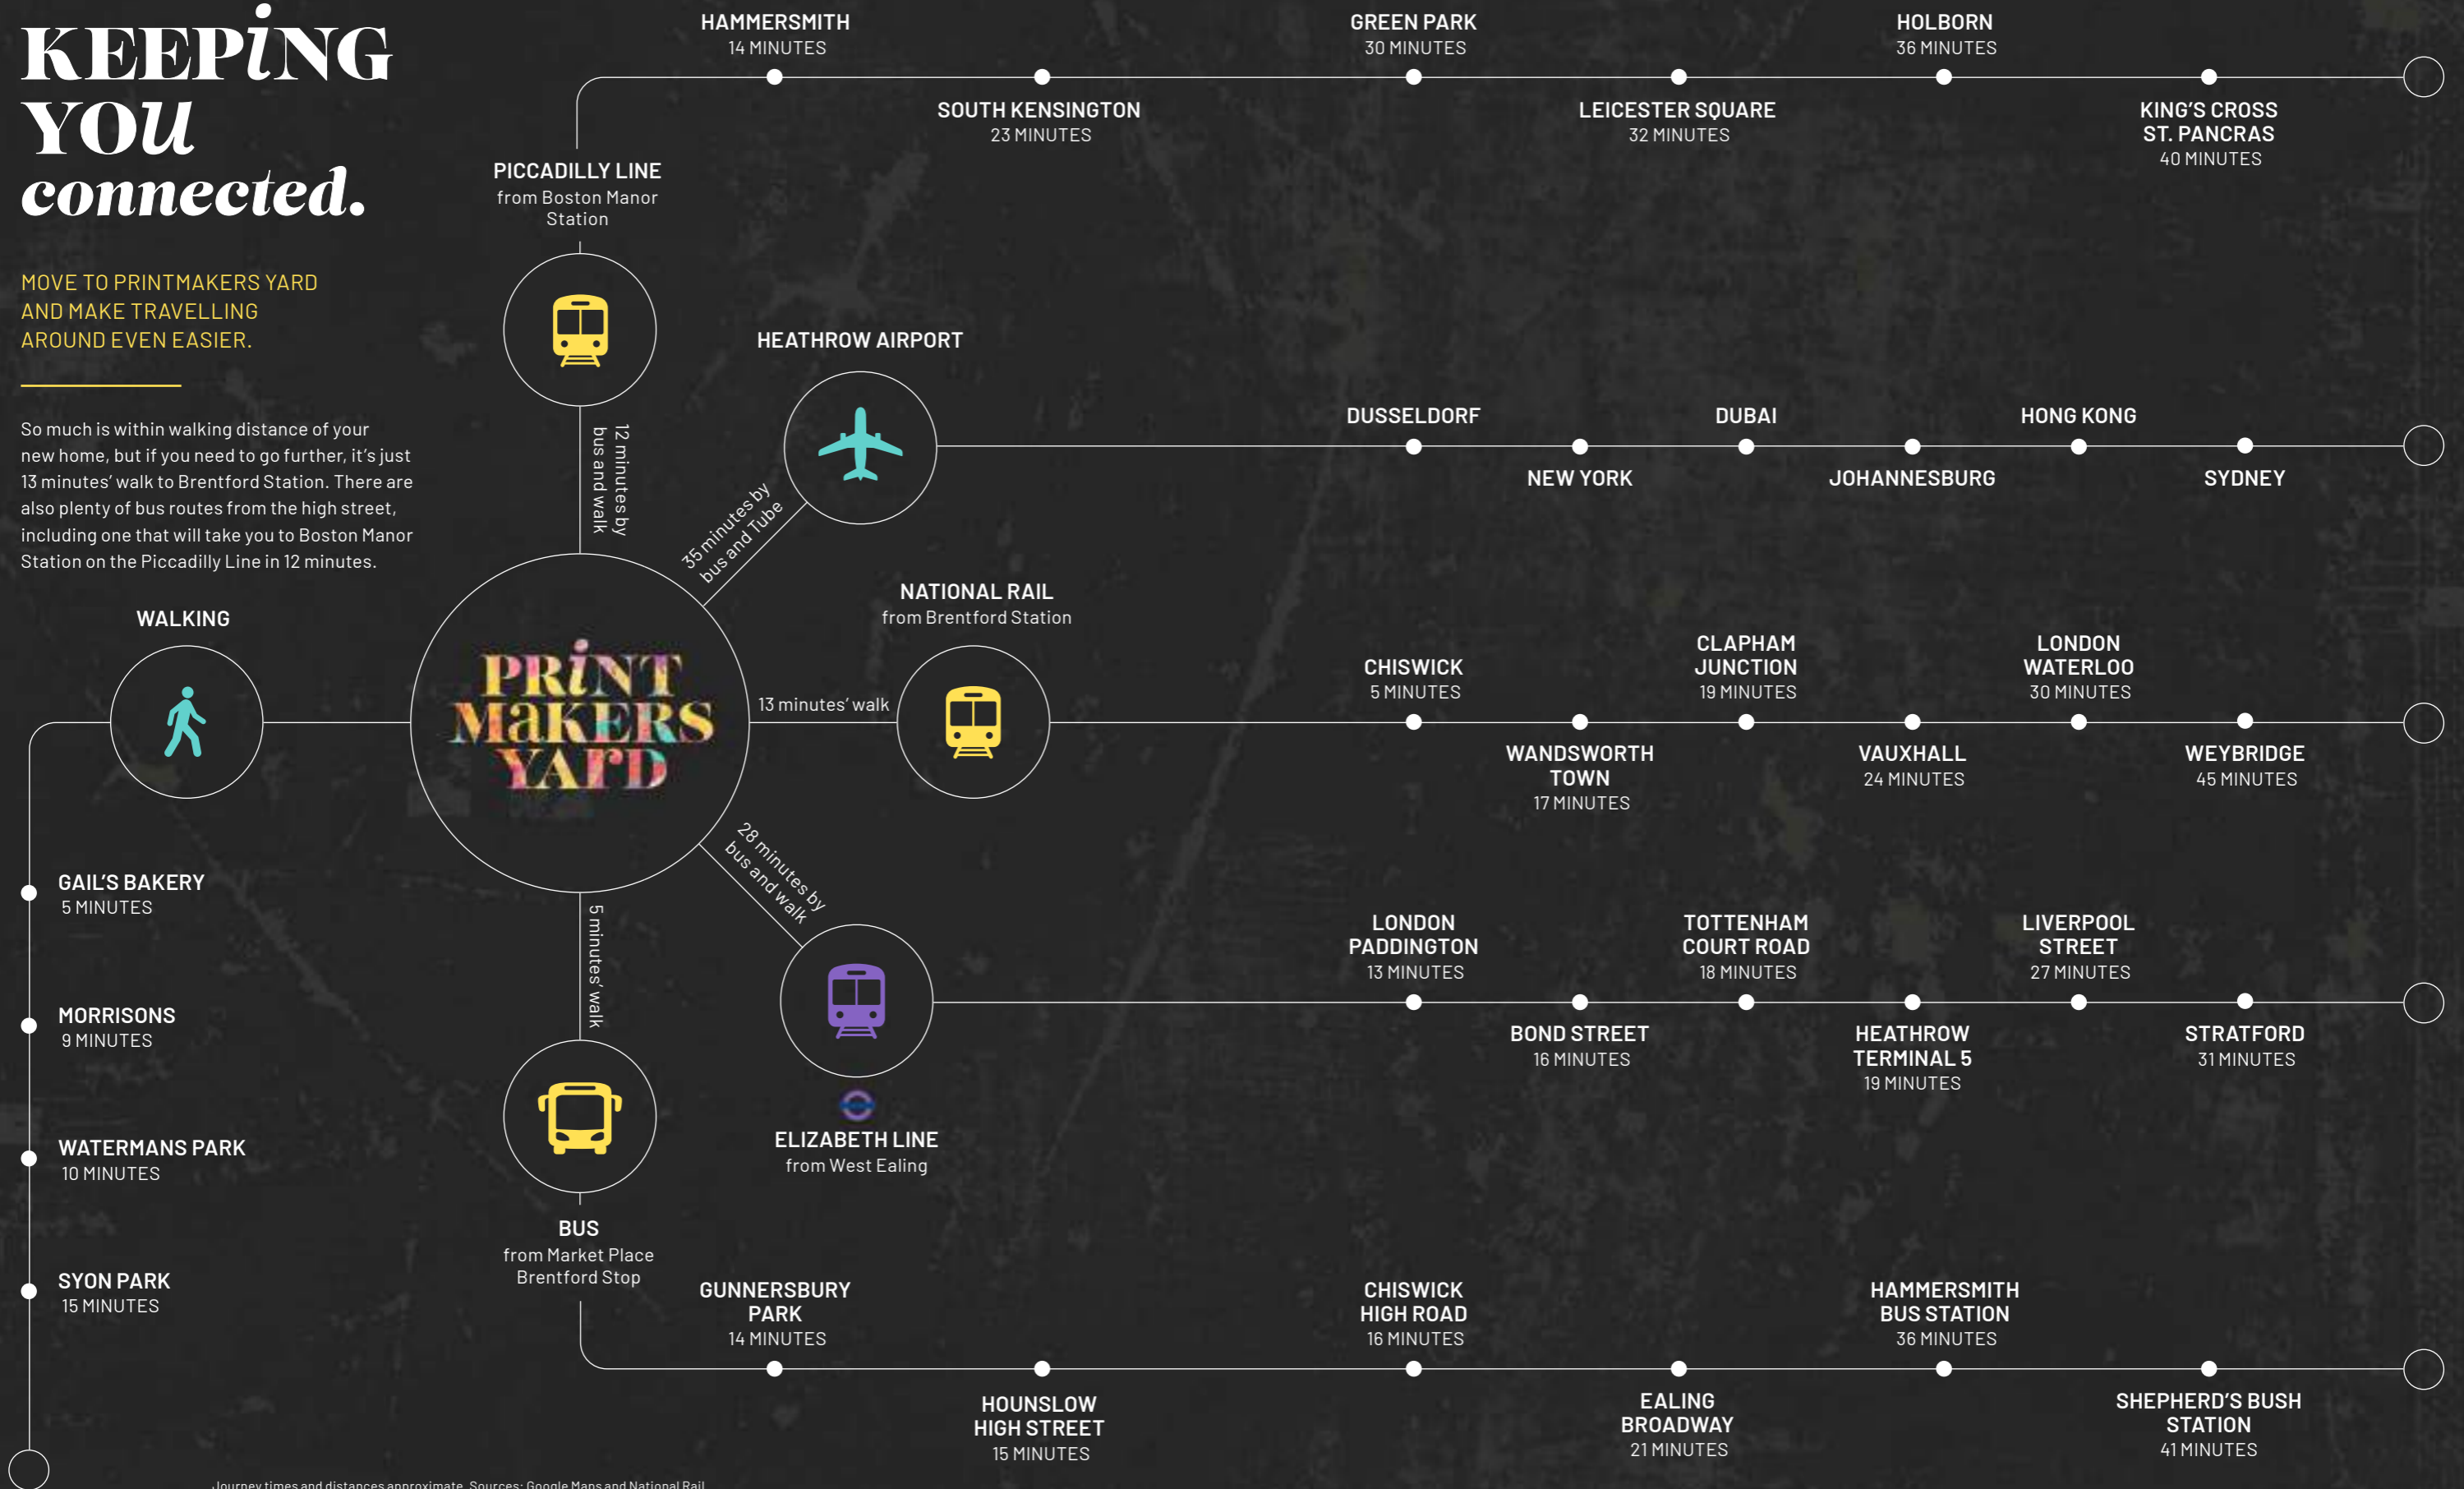 KEEPiNG
YOU
connected.
MOVE TO PRINTMAKERS YARD
AND MAKE TRAVELLING
AROUND EVEN EASIER.
So much is within walking distance of your
new home, but if you need to go further, it's just
13 minutes' walk to Brentford Station. There are
also plenty of bus routes from the high street,
including one that will take you to Boston Manor
Station on the Piccadilly Line in 12 minutes.
WALKING
GAIL'S BAKERY
5 MINUTES
MORRISONS
9 MINUTES
WATERMANS PARK
10 MINUTES
SYON PARK
15 MINUTES
PRiNT
MaKERS
YArD
12 minutes by
bus and walk
PICCADILLY LINE
from Boston Manor
Station
HAMMERSMITH
14 MINUTES
SOUTH KENSINGTON
23 MINUTES
GREEN PARK
30 MINUTES
LEICESTER SQUARE
32 MINUTES
HOLBORN
36 MINUTES
KING'S CROSS
ST. PANCRAS
40 MINUTES
35 minutes by
bus and Tube
HEATHROW AIRPORT
DUSSELDORF
NEW YORK
DUBAI
JOHANNESBURG
HONG KONG
SYDNEY
13 minutes' walk
NATIONAL RAIL
from Brentford Station
CHISWICK
5 MINUTES
WANDSWORTH
TOWN
17 MINUTES
CLAPHAM
JUNCTION
19 MINUTES
VAUXHALL
24 MINUTES
LONDON
WATERLOO
30 MINUTES
WEYBRIDGE
45 MINUTES
28 minutes by
bus and walk
ELIZABETH LINE
from West Ealing
LONDON
PADDINGTON
13 MINUTES
BOND STREET
16 MINUTES
TOTTENHAM
COURT ROAD
18 MINUTES
HEATHROW
TERMINAL 5
19 MINUTES
LIVERPOOL
STREET
27 MINUTES
STRATFORD
31 MINUTES
5 minutes' walk
BUS
from Market Place
Brentford Stop
GUNNERSBURY
PARK
14 MINUTES
HOUNSLOW
HIGH STREET
15 MINUTES
CHISWICK
HIGH ROAD
16 MINUTES
EALING
BROADWAY
21 MINUTES
HAMMERSMITH
BUS STATION
36 MINUTES
SHEPHERD'S BUSH
STATION
41 MINUTES
Journey times and distances approximate. Sources: Google Maps and National Rail